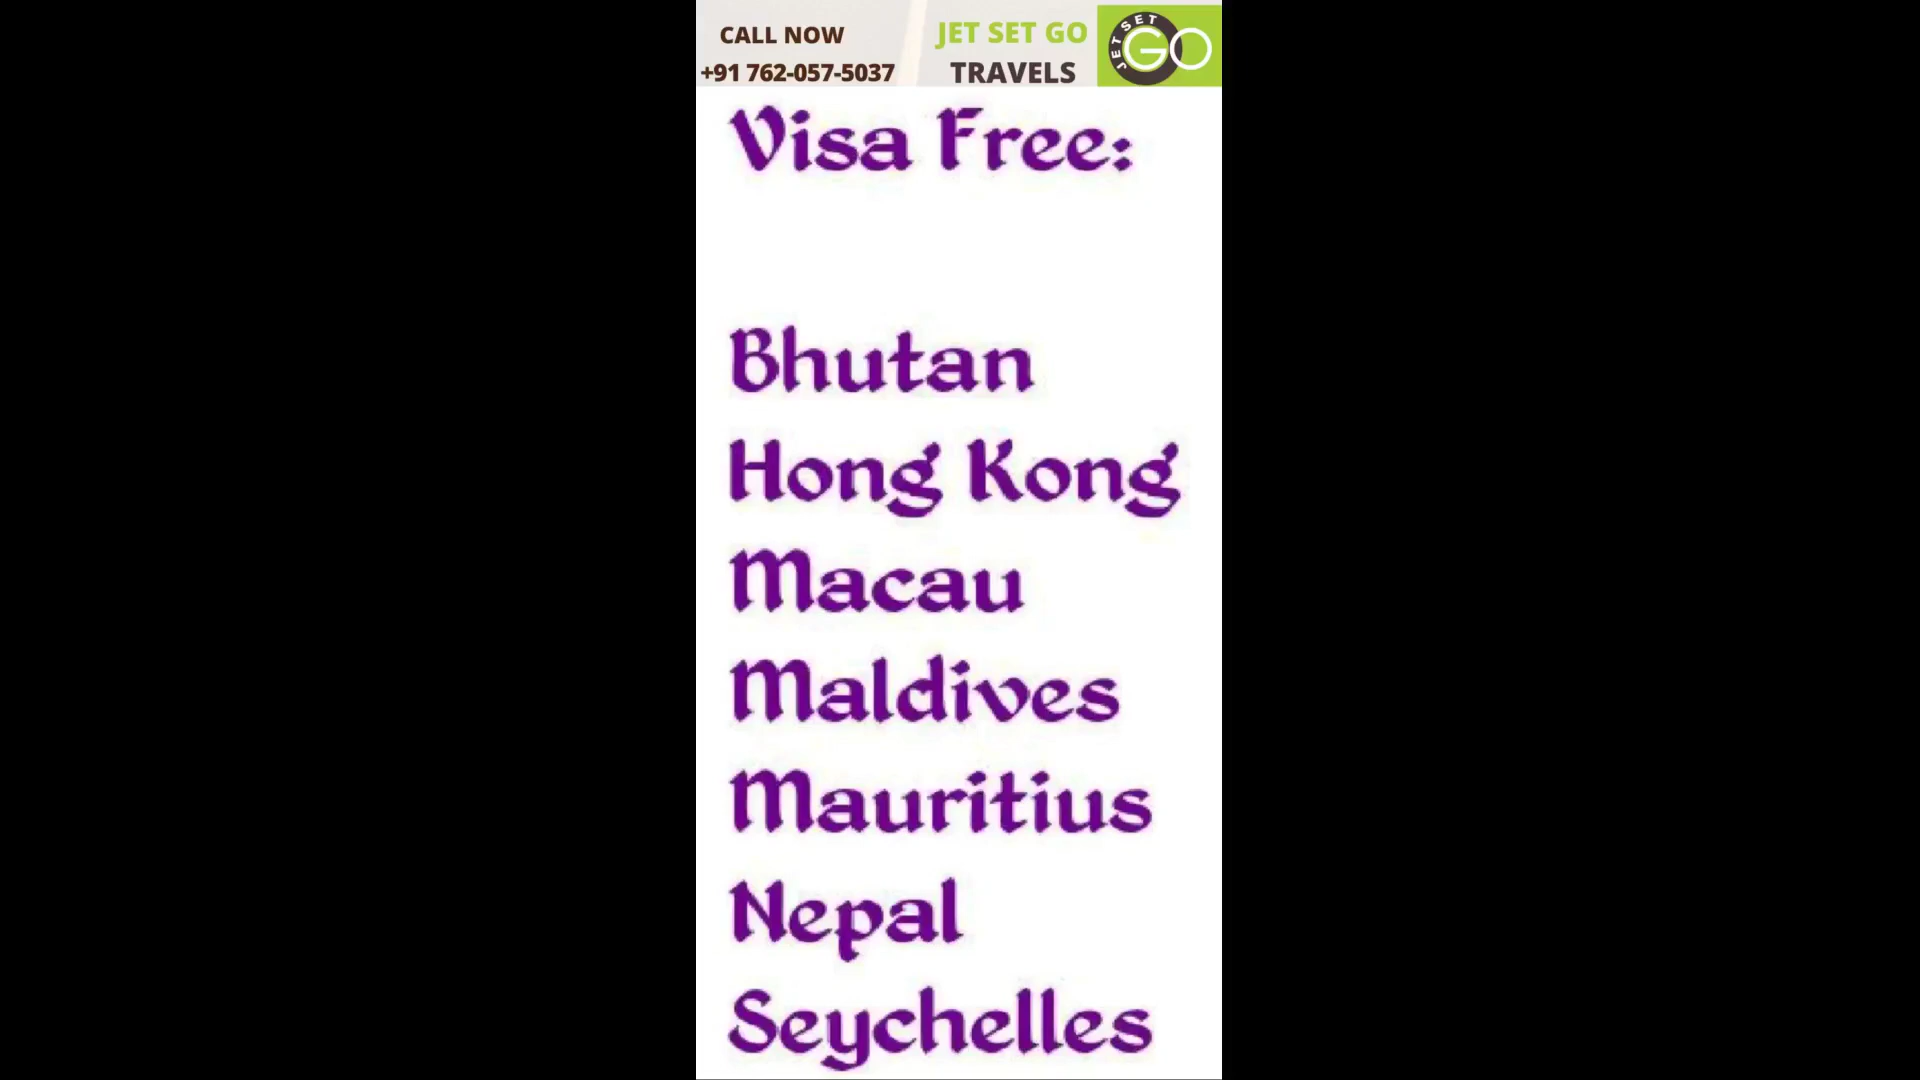 CALL NOW
+91 762-057-5037
JET SET GO
TRAVELS
JET SET
GO
Visa Free:
Bhutan
Hong Kong
Macau
Maldives
Mauritius
Nepal
Seychelles